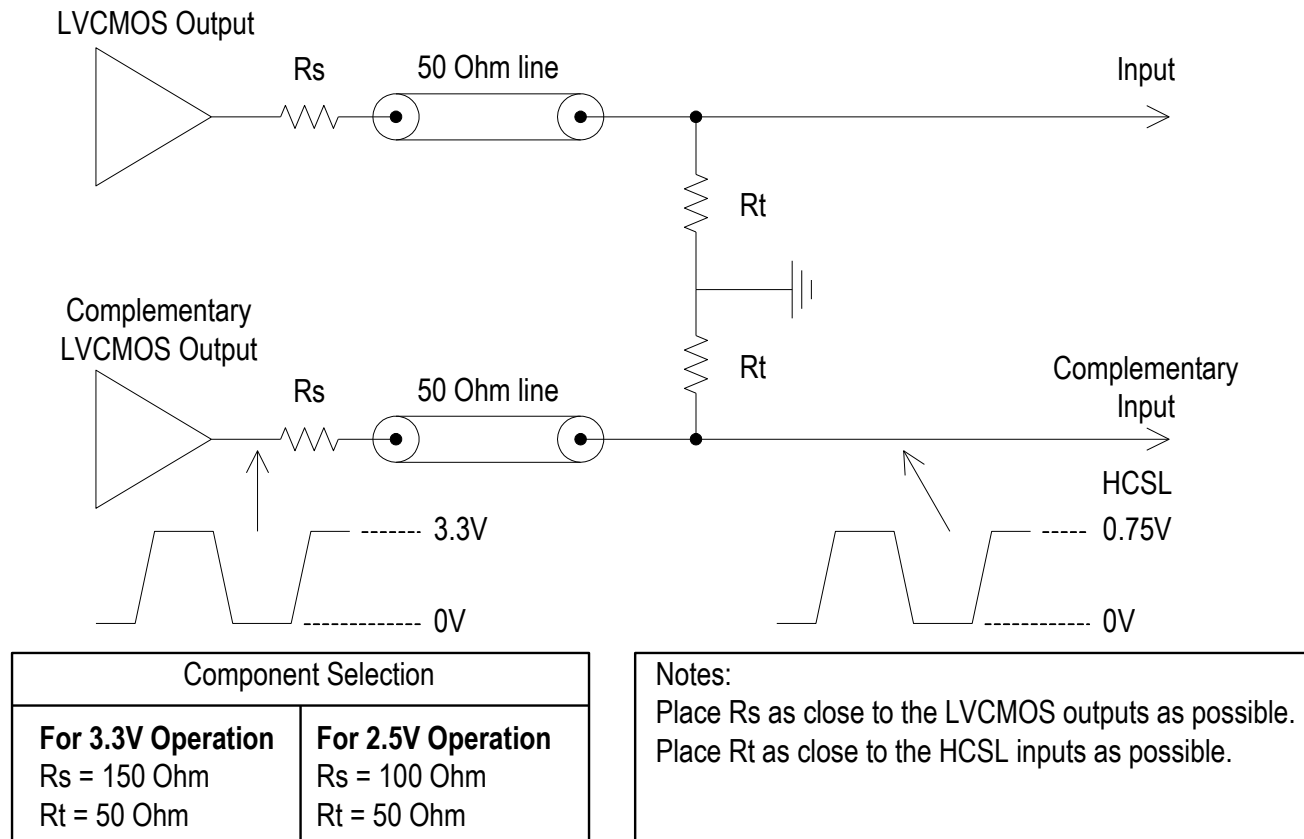 LVCMOS Output
Rs
50 Ohm line
Input
Rt
Complementary
LVCMOS Output
Rs
50 Ohm line
Rt
Complementary
Input
HCSL
3.3V
0V
0.75V
0V
Component Selection
For 3.3V Operation
Rs = 150 Ohm
Rt = 50 Ohm
For 2.5V Operation
Rs = 100 Ohm
Rt = 50 Ohm
Notes:
Place Rs as close to the LVCMOS outputs as possible.
Place Rt as close to the HCSL inputs as possible.